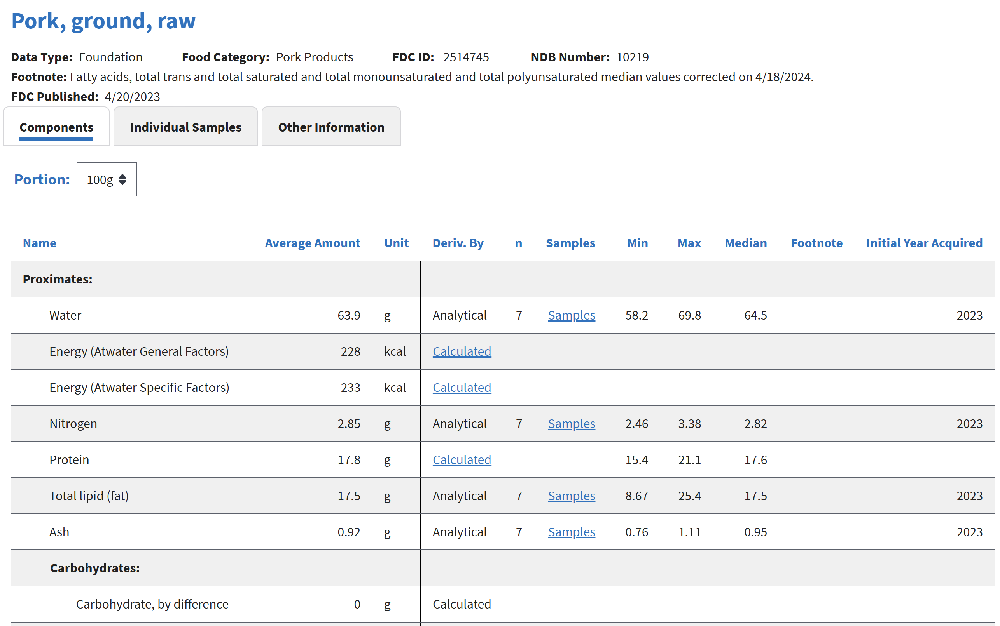 Pork, ground, raw
Data Type: Foundation Food Category: Pork Products FDC ID: 2514745 NDB Number: 10219
Footnote: Fatty acids, total trans and total saturated and total monounsaturated and total polyunsaturated median values corrected on 4/18/2024.
FDC Published: 4/20/2023
Components Individual Samples Other Information
Portion: 100g
Name Average Amount Unit Deriv. By n Samples Min Max Median Footnote Initial Year Acquired
Proximates:
Water 63.9 g Analytical 7 Samples 58.2 69.8 64.5 2023
Energy (Atwater General Factors) 228 kcal Calculated
Energy (Atwater Specific Factors) 233 kcal Calculated
Nitrogen 2.85 g Analytical 7 Samples 2.46 3.38 2.82 2023
Protein 17.8 g Calculated 15.4 21.1 17.6
Total lipid (fat) 17.5 g Analytical 7 Samples 8.67 25.4 17.5 2023
Ash 0.92 g Analytical 7 Samples 0.76 1.11 0.95 2023
Carbohydrates:
Carbohydrate, by difference 0 g Calculated